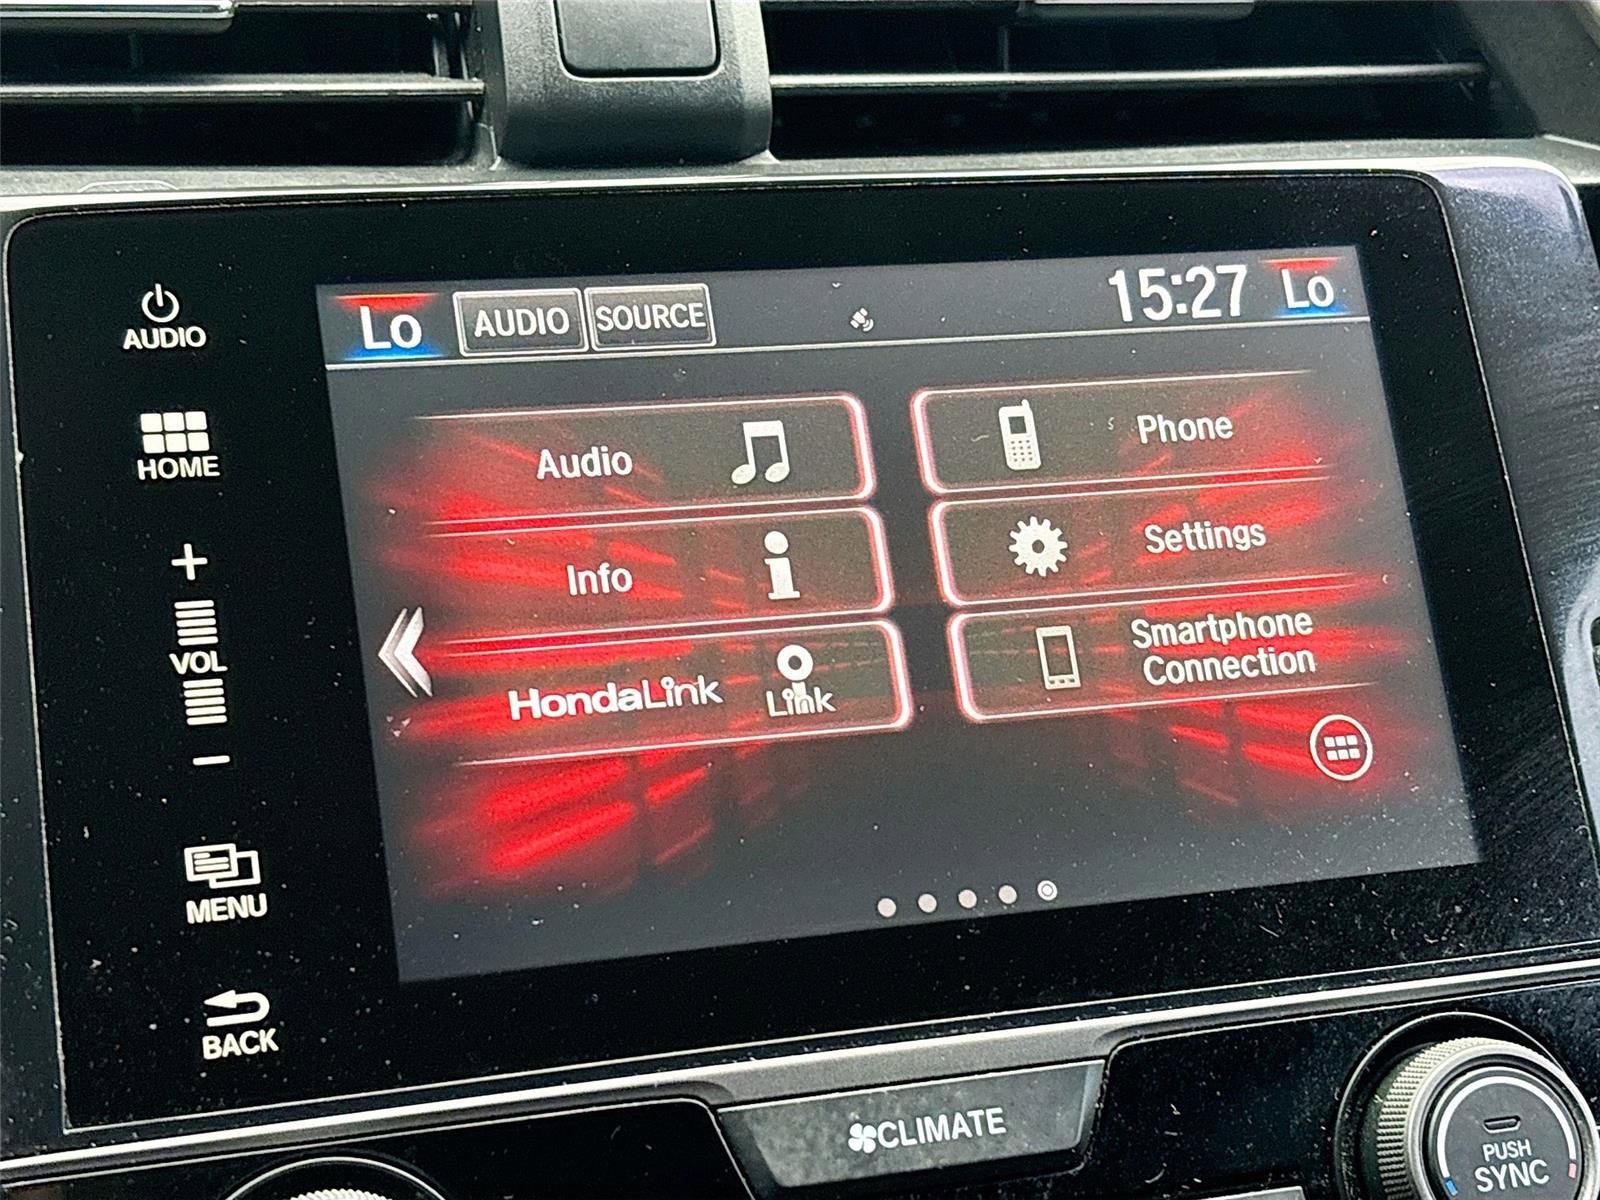 Lo AUDIO SOURCE 15:27 Lo
AUDIO
HOME
VOL
MENU
BACK
Audio
Phone
Info
Settings
HondaLink Link
Smartphone
Connection
CLIMATE
PUSH
SYNC